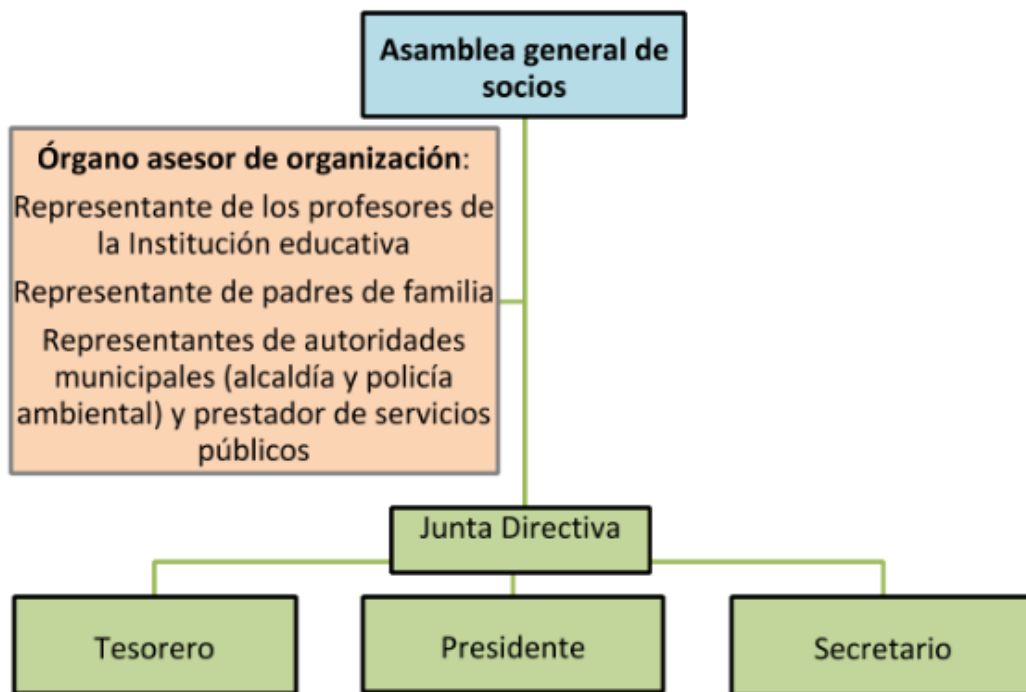 Asamblea general de
socios
Órgano asesor de organización:
Representante de los profesores de
la Institución educativa
Representante de padres de familia
Representantes de autoridades
municipales (alcaldía y policía
ambiental) y prestador de servicios
públicos
Junta Directiva
Tesorero
Presidente
Secretario